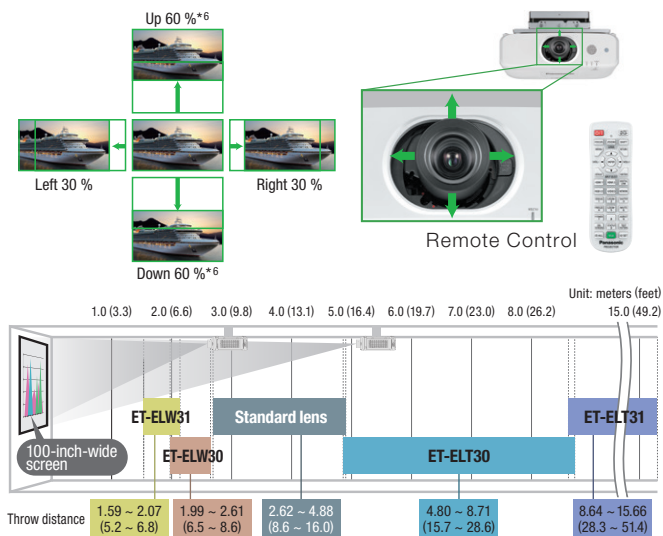 Up 60 %*6
Left 30 %
Right 30 %
Down 60 %*6
Remote Control
Panasonic
Unit: meters (feet)
1.0 (3.3) 2.0 (6.6) 3.0 (9.8) 4.0 (13.1) 5.0 (16.4) 6.0 (19.7) 7.0 (23.0) 8.0 (26.2) 15.0 (49.2)
ET-ELW31 Standard lens ET-ELT31
100-inch-wide
screen
ET-ELW30 ET-ELT30
Throw distance
1.59 ~ 2.07
(5.2 ~ 6.8)
1.99 ~ 2.61
(6.5 ~ 8.6)
2.62 ~ 4.88
(8.6 ~ 16.0)
4.80 ~ 8.71
(15.7 ~ 28.6)
8.64 ~ 15.66
(28.3 ~ 51.4)